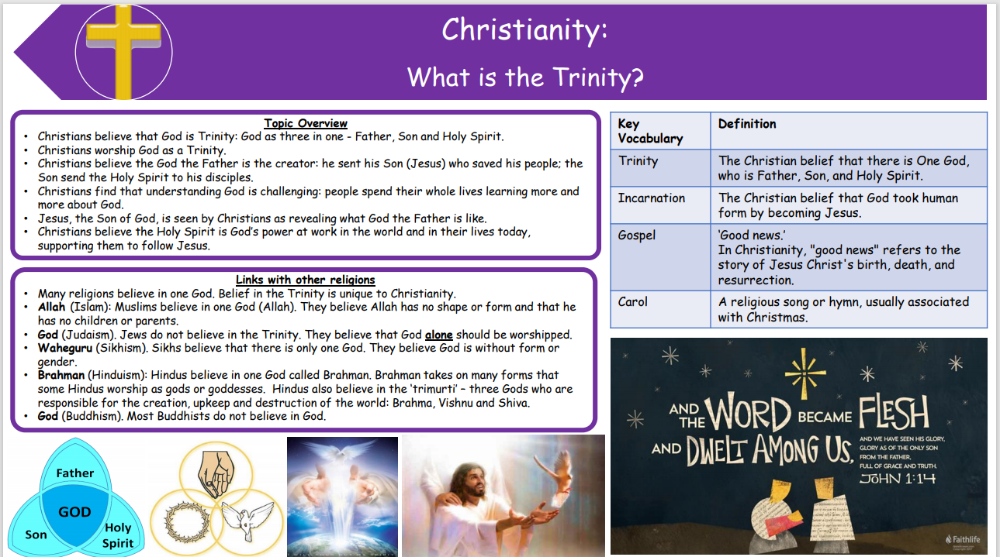 Christianity:
What is the Trinity?
Topic Overview
• Christians believe that God is Trinity: God as three in one - Father, Son and Holy Spirit.
• Christians worship God as a Trinity.
• Christians believe the God the Father is the creator: he sent his Son (Jesus) who saved his people; the
Son send the Holy Spirit to his disciples.
• Christians find that understanding God is challenging: people spend their whole lives learning more and
more about God.
• Jesus, the Son of God, is seen by Christians as revealing what God the Father is like.
• Christians believe the Holy Spirit is God's power at work in the world and in their lives today,
supporting them to follow Jesus.
Links with other religions
• Many religions believe in one God. Belief in the Trinity is unique to Christianity.
• Allah (Islam): Muslims believe in one God (Allah). They believe Allah has no shape or form and that he
has no children or parents.
• God (Judaism). Jews do not believe in the Trinity. They believe that God alone should be worshipped.
• Waheguru (Sikhism). Sikhs believe that there is only one God. They believe God is without form or
gender.
• Brahman (Hinduism): Hindus believe in one God called Brahman. Brahman takes on many forms that
some Hindus worship as gods or goddesses. Hindus also believe in the 'trimurti' – three Gods who are
responsible for the creation, upkeep and destruction of the world: Brahma, Vishnu and Shiva.
• God (Buddhism). Most Buddhists do not believe in God.
Key
Vocabulary
Definition
Trinity
The Christian belief that there is One God,
who is Father, Son, and Holy Spirit.
Incarnation
The Christian belief that God took human
form by becoming Jesus.
Gospel
'Good news.'
In Christianity, "good news" refers to the
story of Jesus Christ's birth, death, and
resurrection.
Carol
A religious song or hymn, usually associated
with Christmas.
Father
GOD
Son
Holy
Spirit
AND
THE WORD BECAME FLESH
AND DWELT AMONG US,
AND WE HAVE SEEN HIS GLORY,
GLORY AS OF THE ONLY SON
FROM THE FATHER,
FULL OF GRACE AND TRUTH.
JOHN 1:14
Faithlife